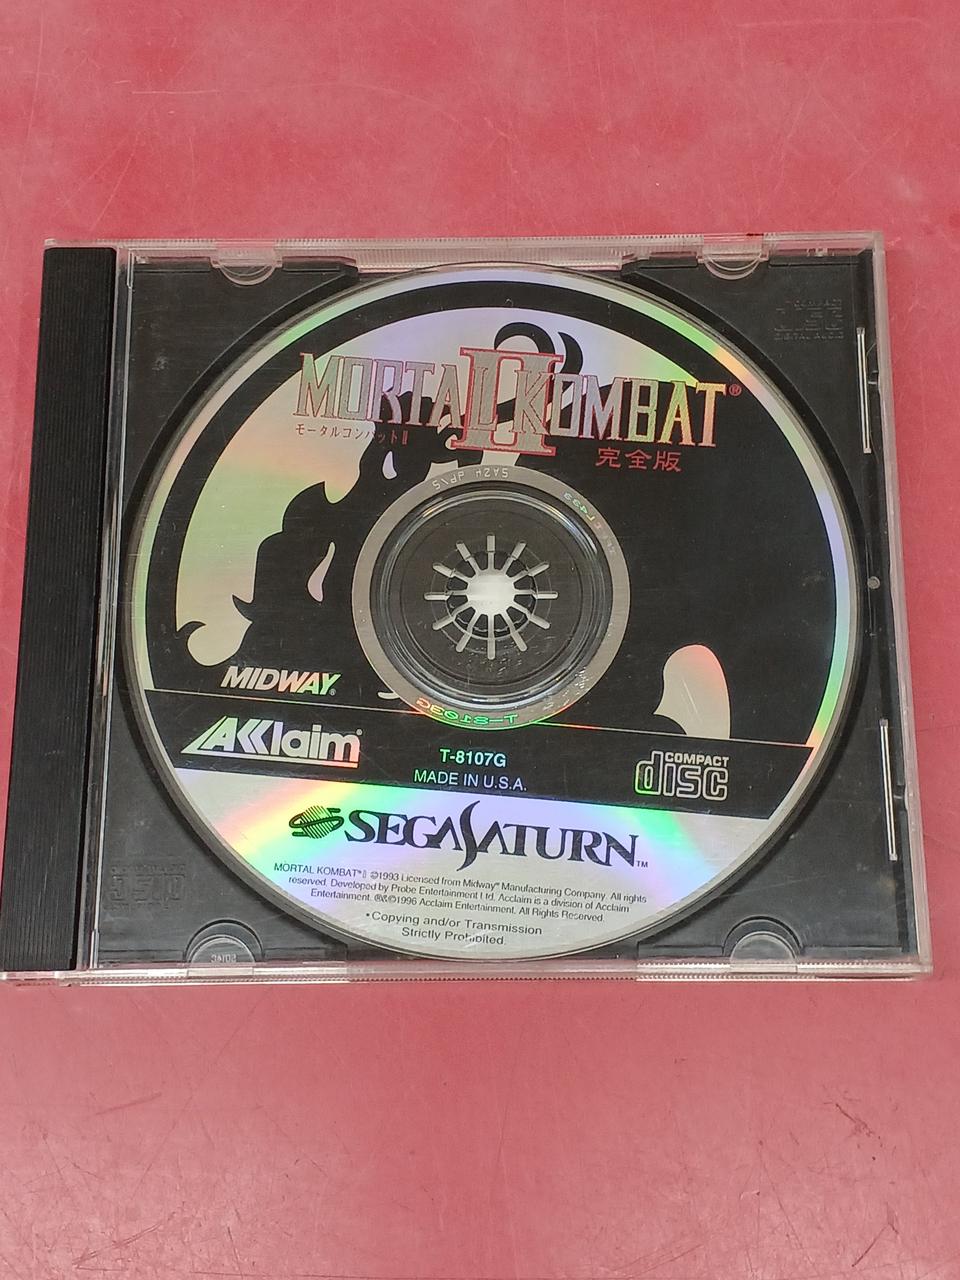 MORTAL KOMBAT®
II
モータルコンバットⅡ
完全版
MIDWAY®
AKKlaim®
T-8107G
MADE IN U.S.A.
COMPACT
disc
SEGA SATURN™
MORTAL KOMBAT® II ©1993 Licensed from Midway® Manufacturing Company. All rights
reserved. Developed by Probe Entertainment Ltd. Acclaim is a division of Acclaim
Entertainment. ®&©1996 Acclaim Entertainment. All Rights Reserved.
•Copying and/or Transmission
Strictly Prohibited.